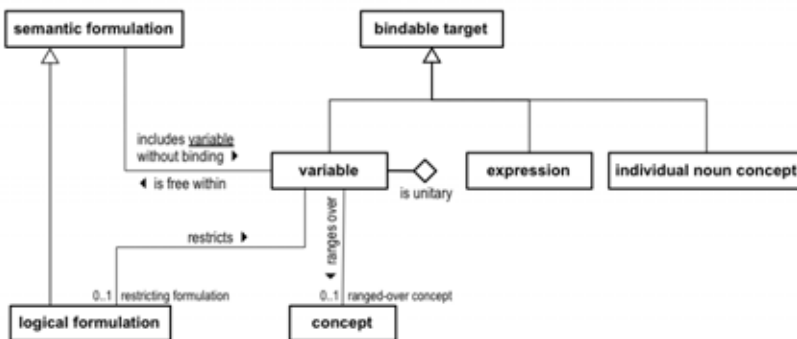 semantic formulation
bindable target
includes variable
without binding
is free within
variable
is unitary
expression
individual noun concept
restricts
ranges over
0..1 restricting formulation
0..1 ranged-over concept
logical formulation
concept